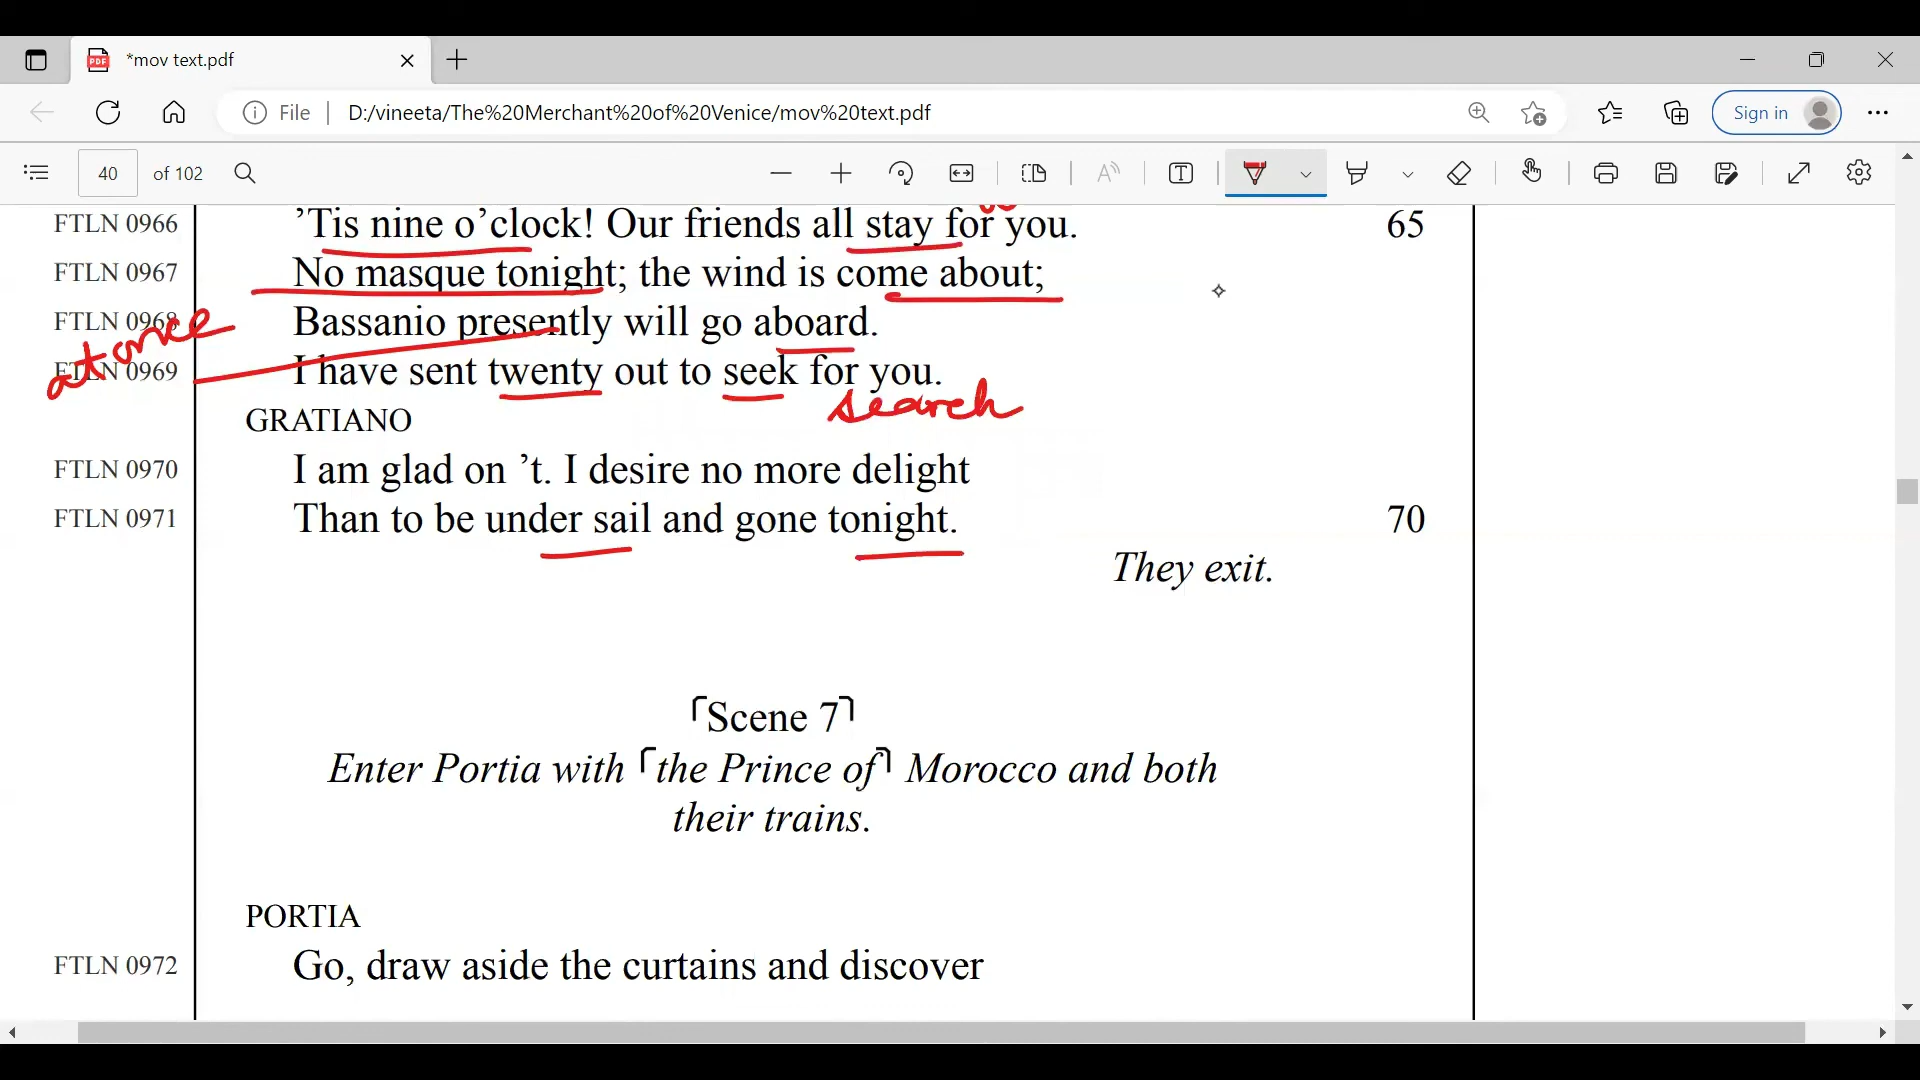 *mov text.pdf
File D:/vineeta/The%20Merchant%20of%20Venice/mov%20text.pdf
Sign in
40 of 102
FTLN 0966 ’Tis nine o’clock! Our friends all stay for you. 65
FTLN 0967 No masque tonight; the wind is come about;
FTLN 0968 Bassanio presently will go aboard.
at once
FTLN 0969 I have sent twenty out to seek for you.
search
GRATIANO
FTLN 0970 I am glad on ’t. I desire no more delight
FTLN 0971 Than to be under sail and gone tonight. 70
They exit.
⌜Scene 7⌝
Enter Portia with ⌜the Prince of⌝ Morocco and both
their trains.
PORTIA
FTLN 0972 Go, draw aside the curtains and discover